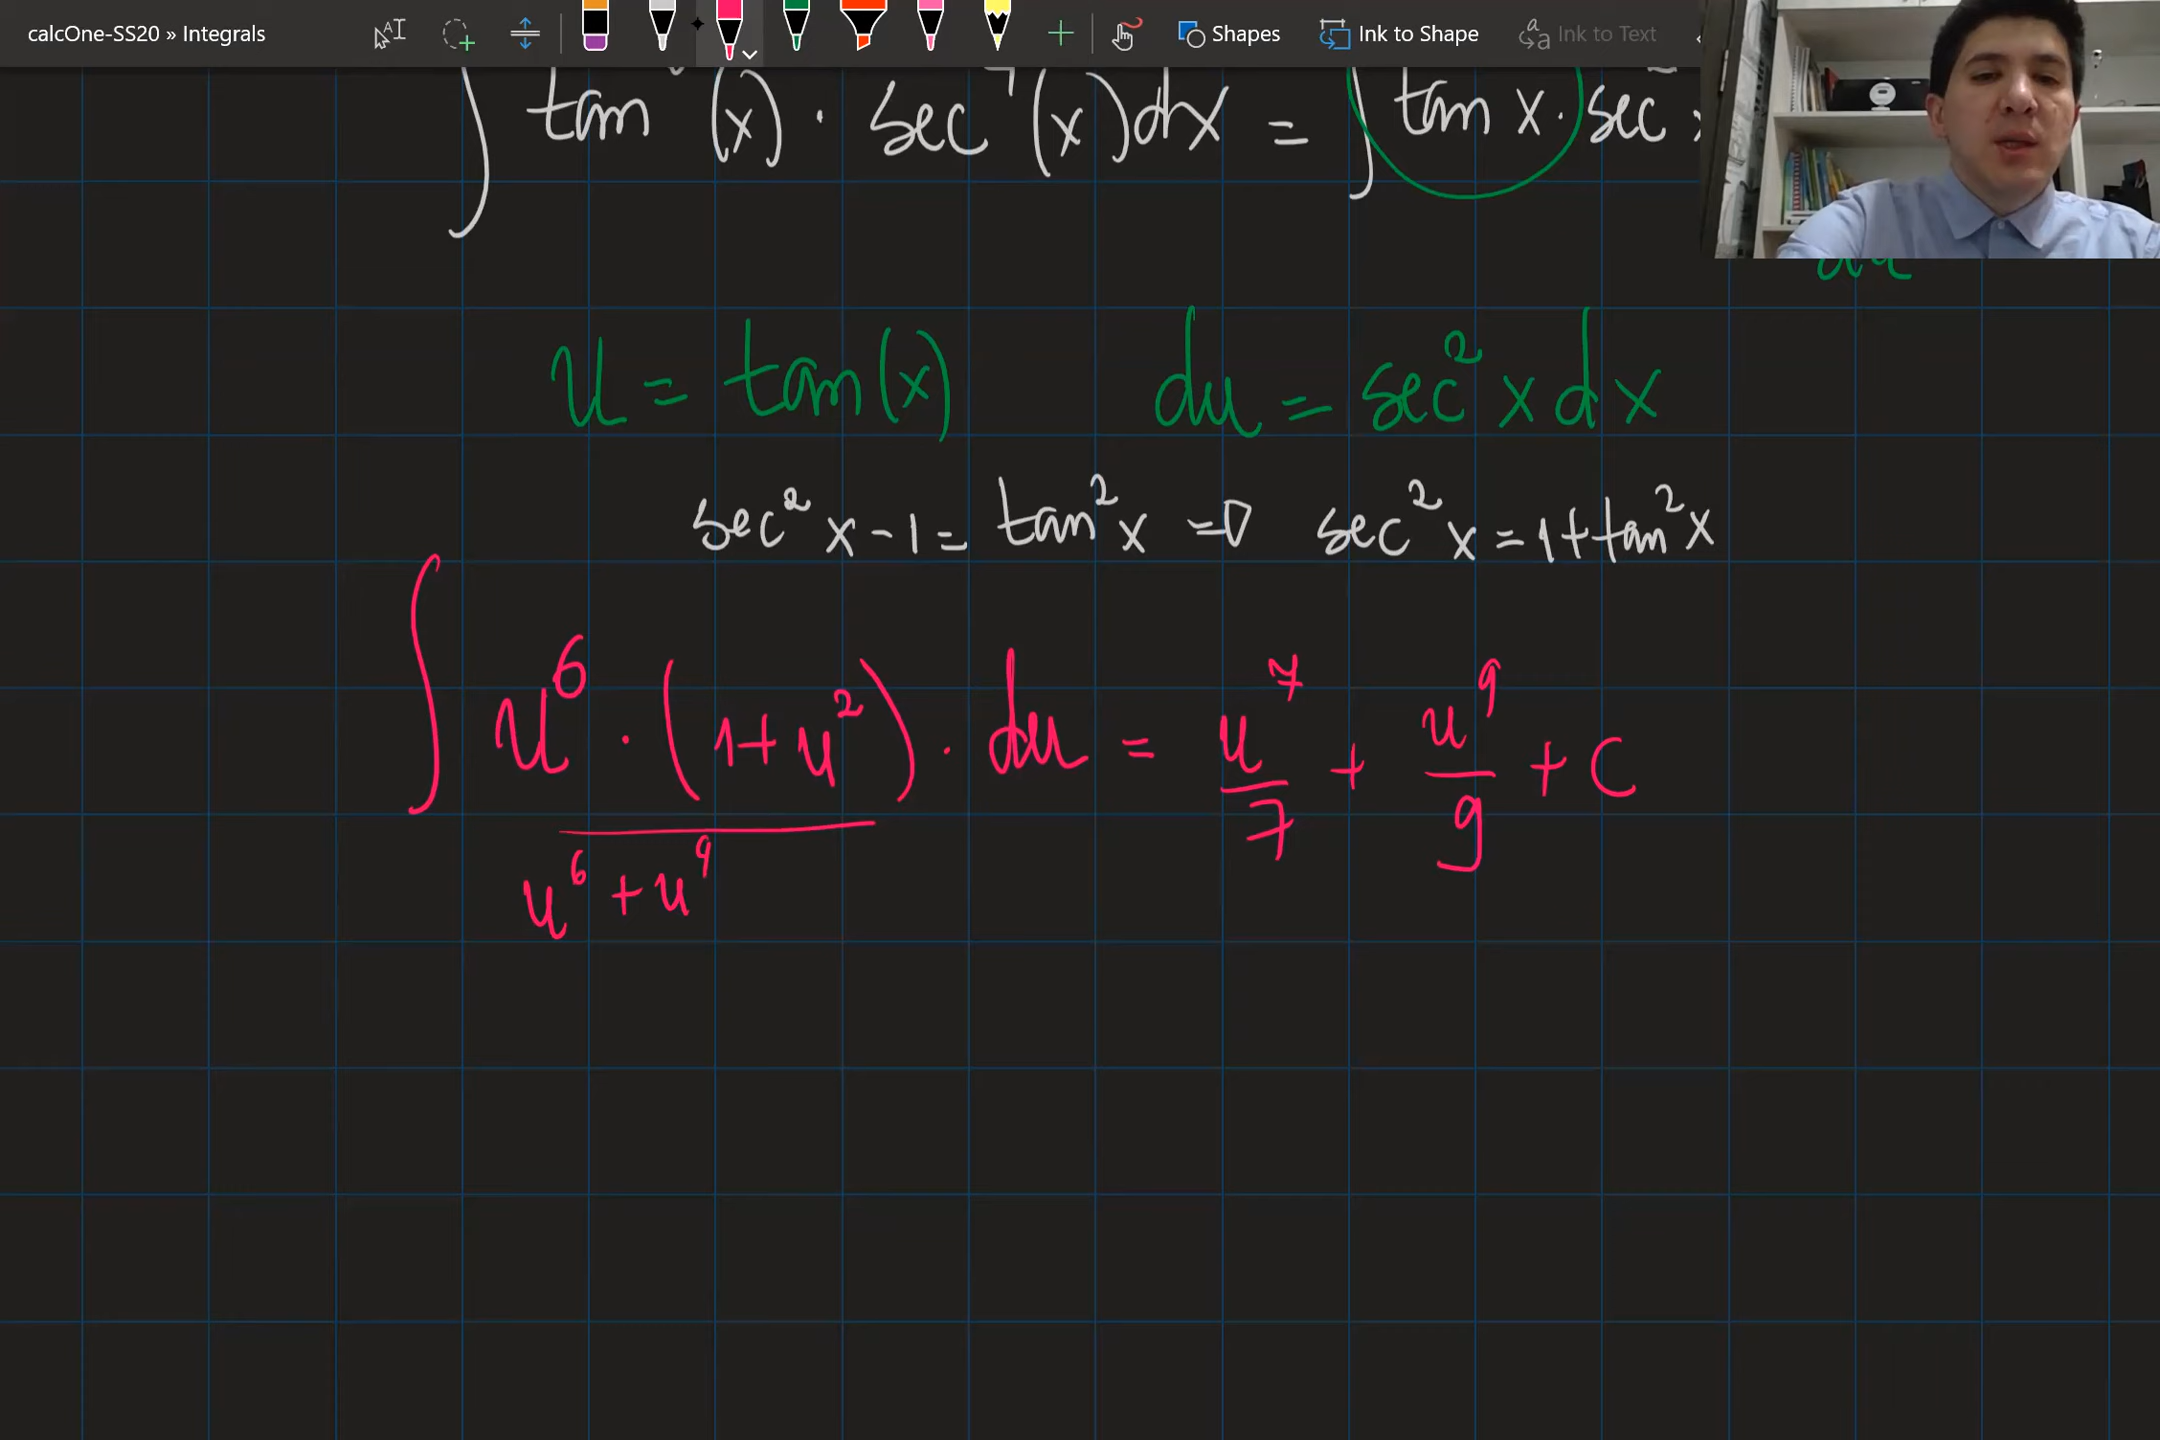 calcOne-SS20 » Integrals
Shapes
Ink to Shape
Ink to Text
∫ tan (x) · sec (x) dx = ∫ tan x · sec
u = tan(x) du = sec² x dx
sec² x - 1 = tan² x => sec² x = 1 + tan² x
∫ u⁶ · (1 + u²) · du = u⁷/7 + u⁹/9 + C
u⁶ + u⁹